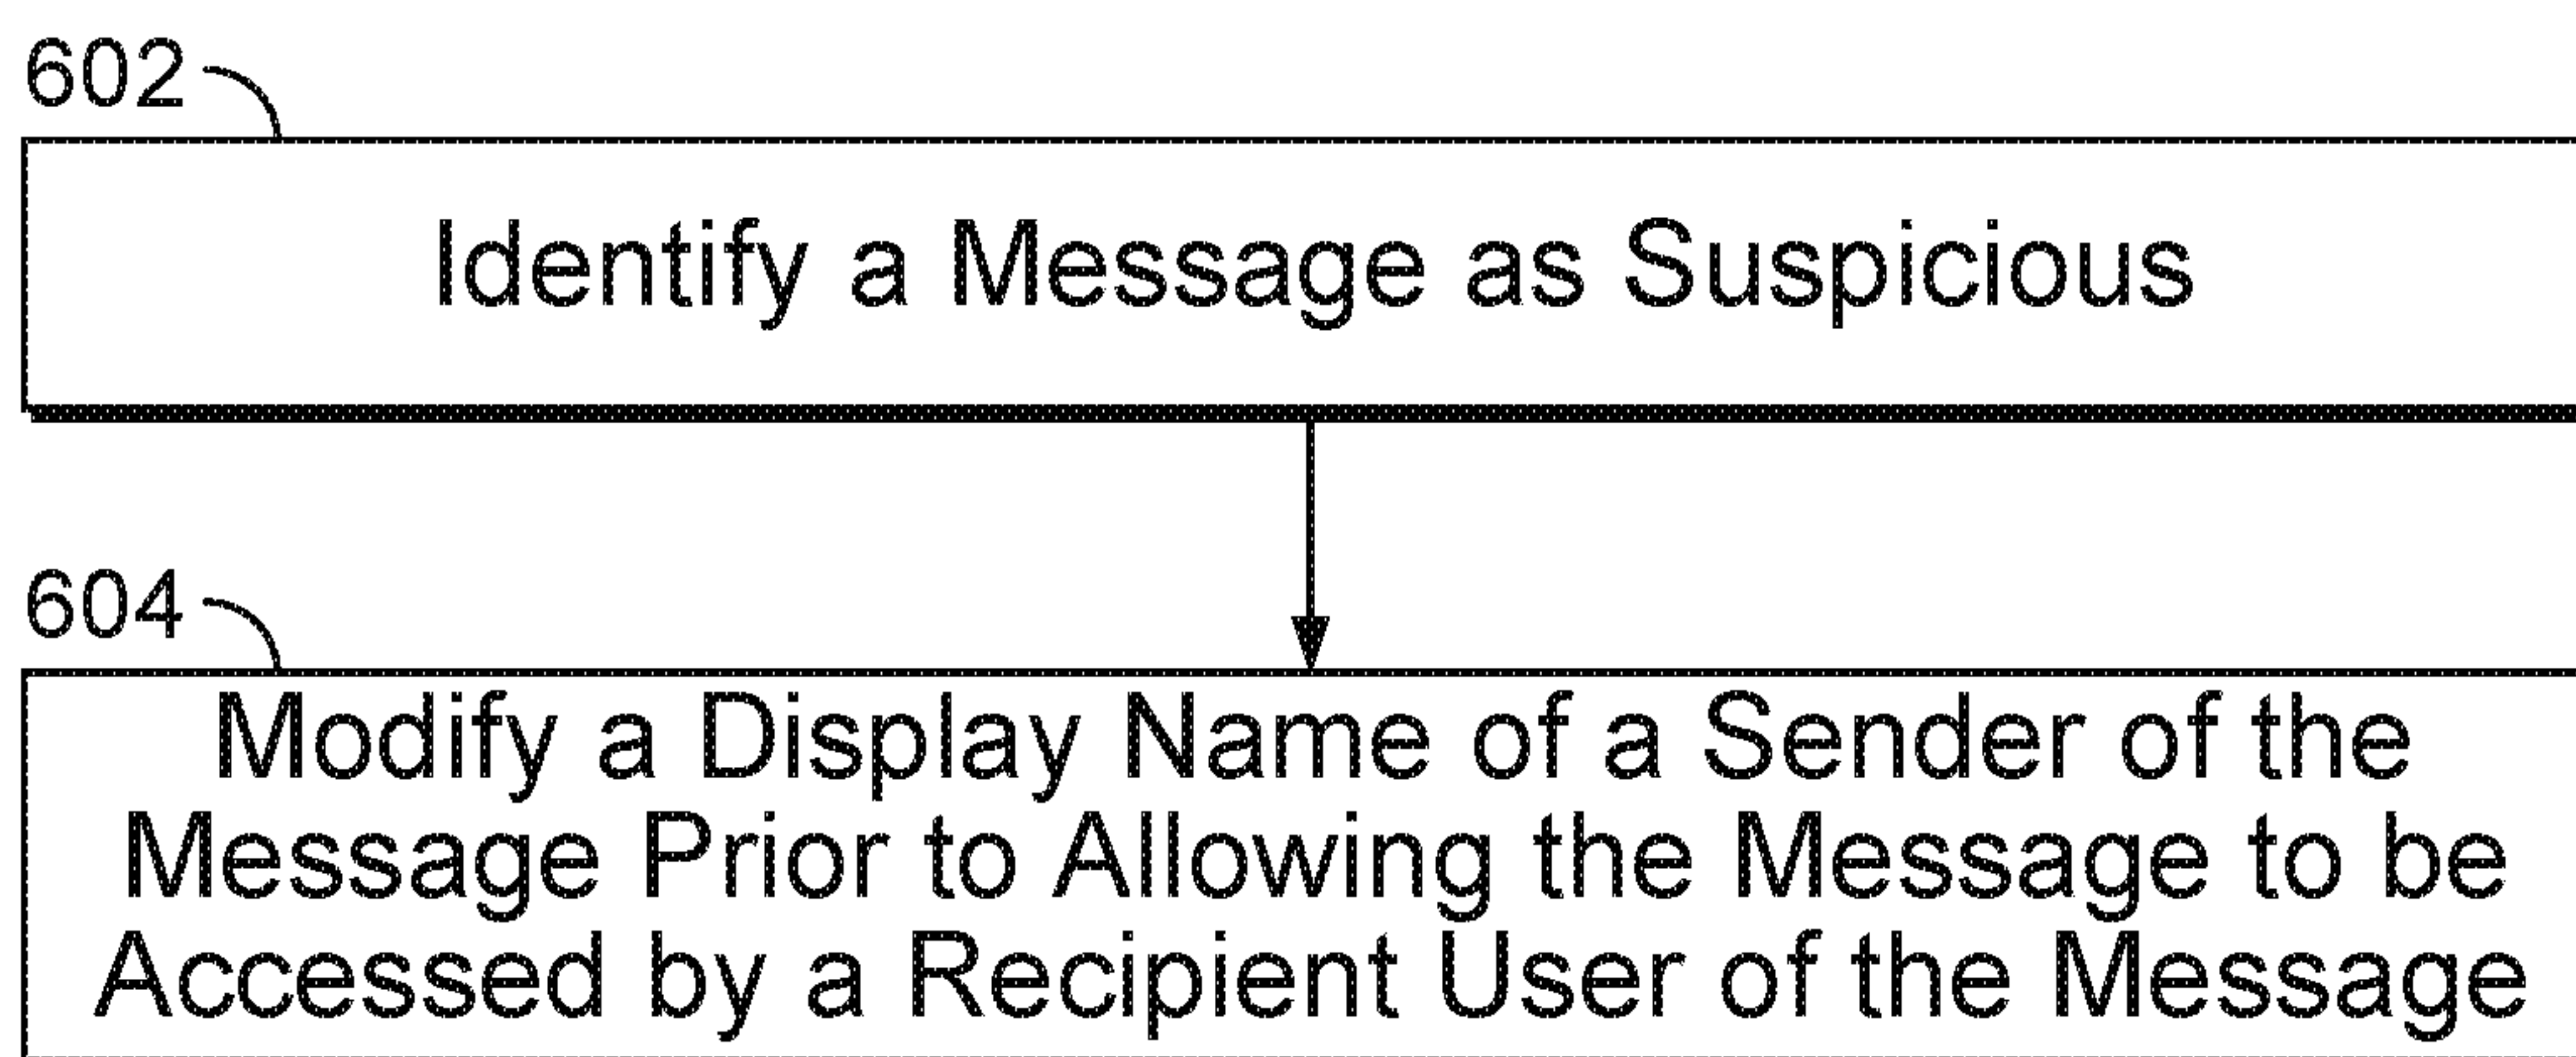 602
Identify a Message as Suspicious
604
Modify a Display Name of a Sender of the
Message Prior to Allowing the Message to be
Accessed by a Recipient User of the Message